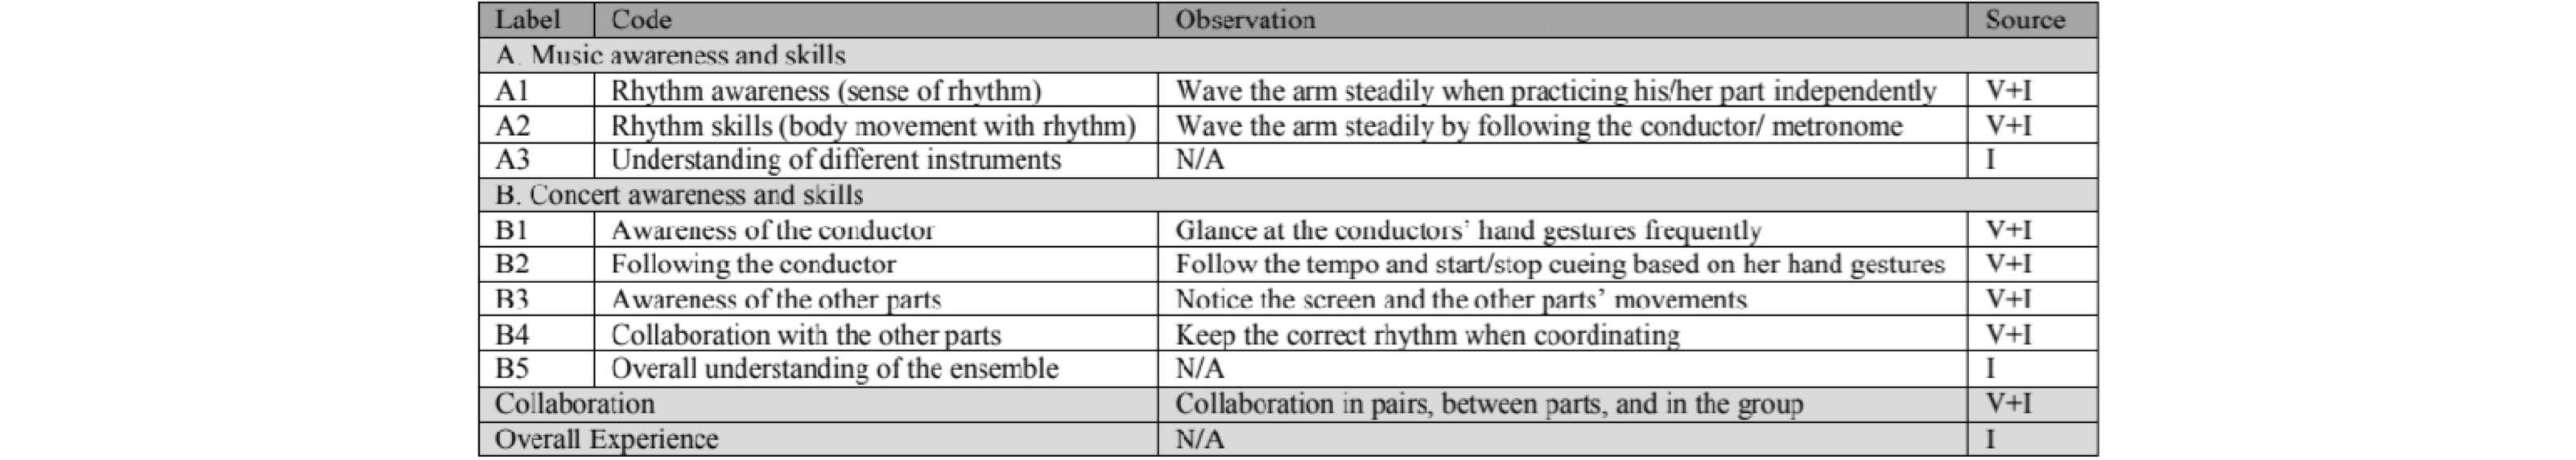 Label Code Observation Source
A. Music awareness and skills
A1 Rhythm awareness (sense of rhythm) Wave the arm steadily when practicing his/her part independently V+I
A2 Rhythm skills (body movement with rhythm) Wave the arm steadily by following the conductor/ metronome V+I
A3 Understanding of different instruments N/A I
B. Concert awareness and skills
B1 Awareness of the conductor Glance at the conductors' hand gestures frequently V+I
B2 Following the conductor Follow the tempo and start/stop cueing based on her hand gestures V+I
B3 Awareness of the other parts Notice the screen and the other parts' movements V+I
B4 Collaboration with the other parts Keep the correct rhythm when coordinating V+I
B5 Overall understanding of the ensemble N/A I
Collaboration Collaboration in pairs, between parts, and in the group V+I
Overall Experience N/A I